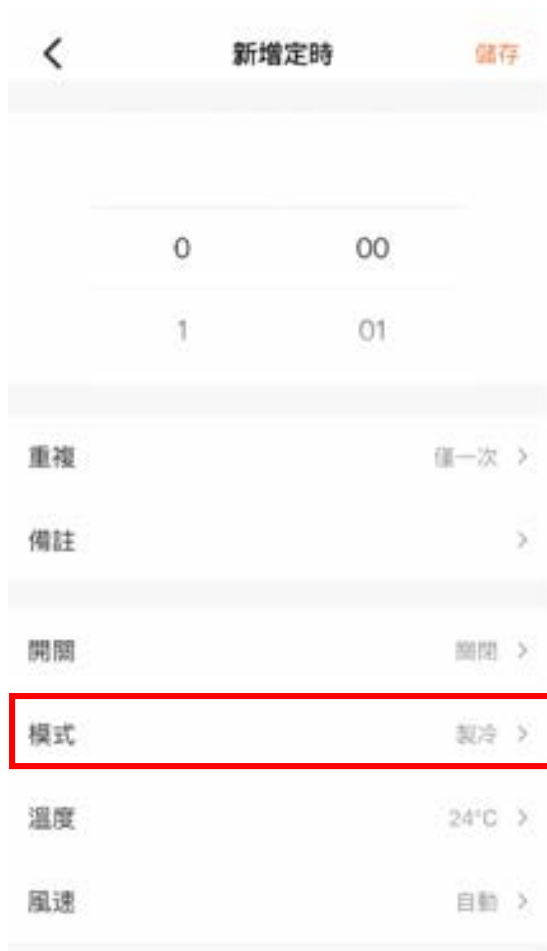 新增定時 儲存
0 00
1 01
重複 僅一次
備註
開關 關閉
模式 製冷
溫度 24°C
風速 自動